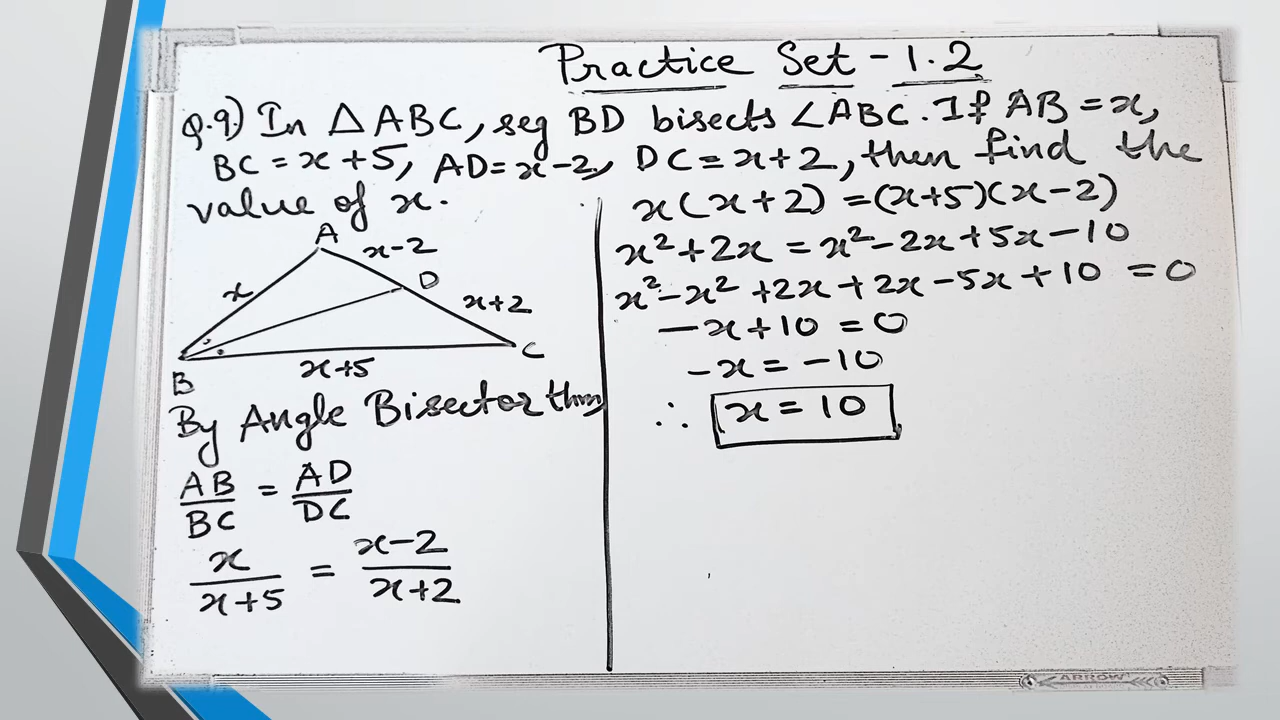 Practice Set - 1.2
Q.9.) In △ABC, seg BD bisects ∠ABC. If AB = x,
BC = x+5, AD = x-2, DC = x+2, then find the
value of x.
A
x-2
D
x
x+2
C
x+5
B
By Angle Bisector thm,
AB/BC = AD/DC
x/(x+5) = (x-2)/(x+2)
x(x+2) = (x+5)(x-2)
x² + 2x = x² - 2x + 5x - 10
x² - x² + 2x + 2x - 5x + 10 = 0
-x + 10 = 0
-x = -10
∴ x = 10
ARROW